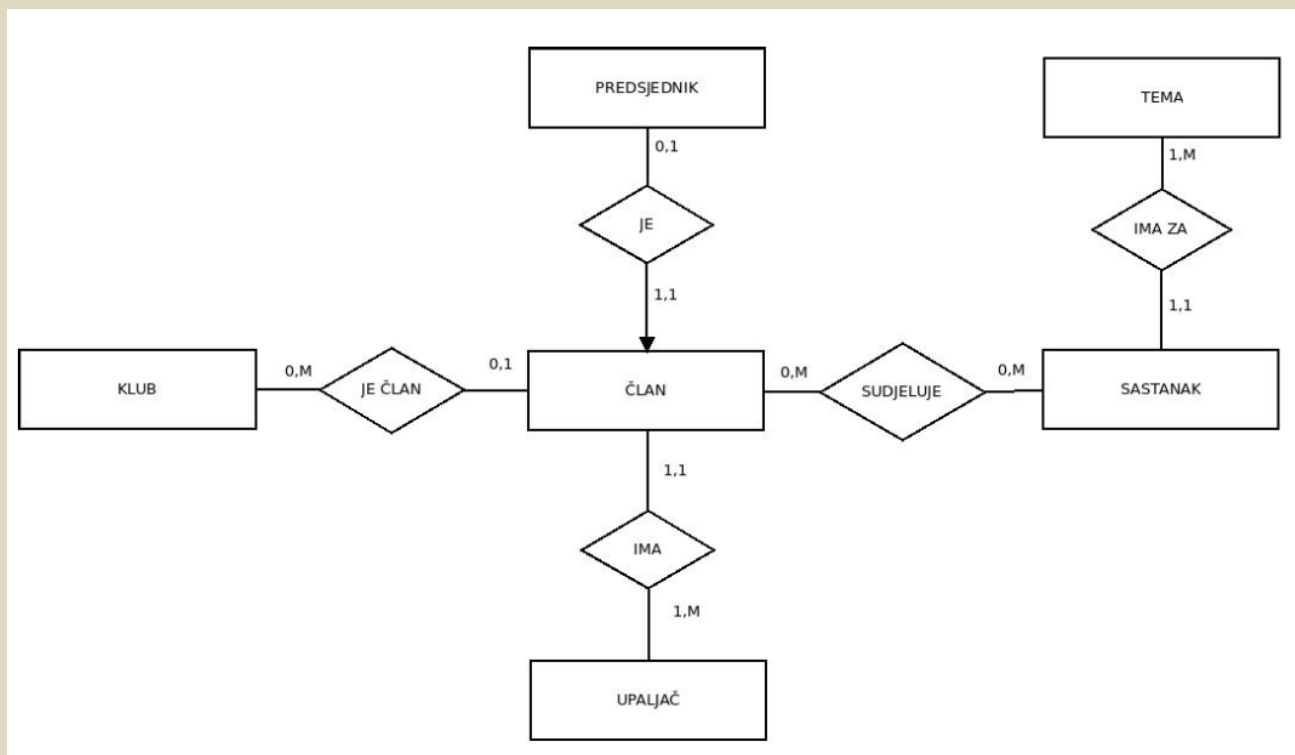 PREDSJEDNIK
TEMA
0,1
1,M
JE
IMA ZA
1,1
1,1
KLUB
0,M
JE ČLAN
0,1
ČLAN
0,M
SUDJELUJE
0,M
SASTANAK
1,1
IMA
1,M
UPALJAČ